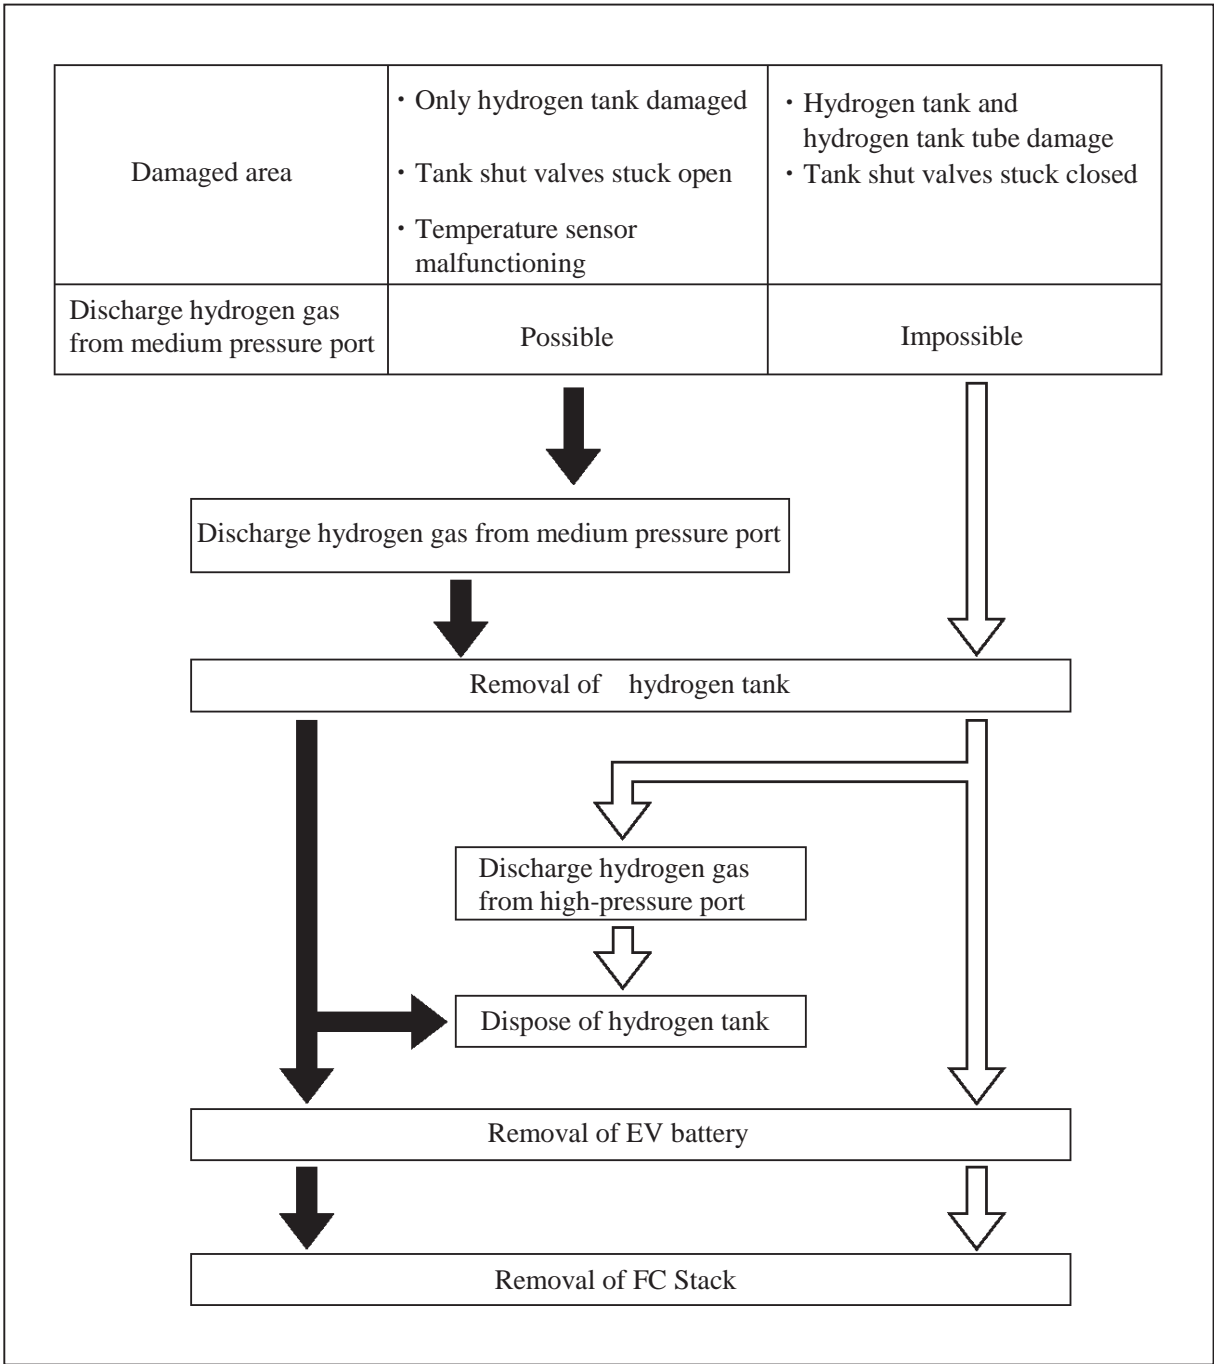 Damaged area
・Only hydrogen tank damaged
・Tank shut valves stuck open
・Temperature sensor
malfunctioning
・Hydrogen tank and
hydrogen tank tube damage
・Tank shut valves stuck closed
Discharge hydrogen gas
from medium pressure port
Possible
Impossible
Discharge hydrogen gas from medium pressure port
Removal of hydrogen tank
Discharge hydrogen gas
from high-pressure port
Dispose of hydrogen tank
Removal of EV battery
Removal of FC Stack